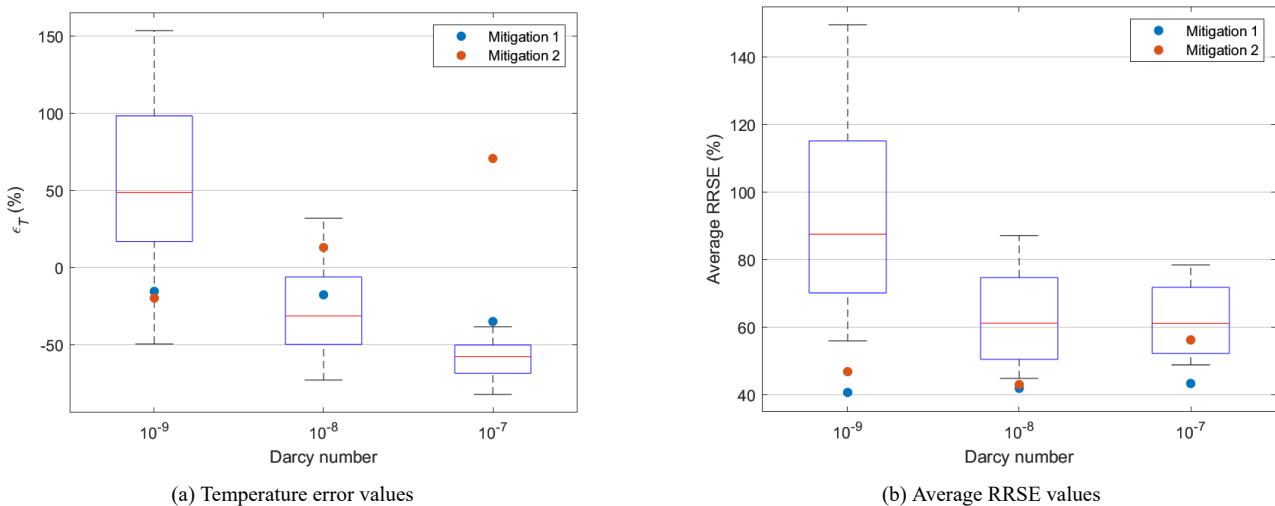 150
100
50
0
-50
ϵ_T (%)
10^-9
10^-8
10^-7
Darcy number
Mitigation 1
Mitigation 2
(a) Temperature error values
140
120
100
80
60
40
Average RRSE (%)
10^-9
10^-8
10^-7
Darcy number
Mitigation 1
Mitigation 2
(b) Average RRSE values